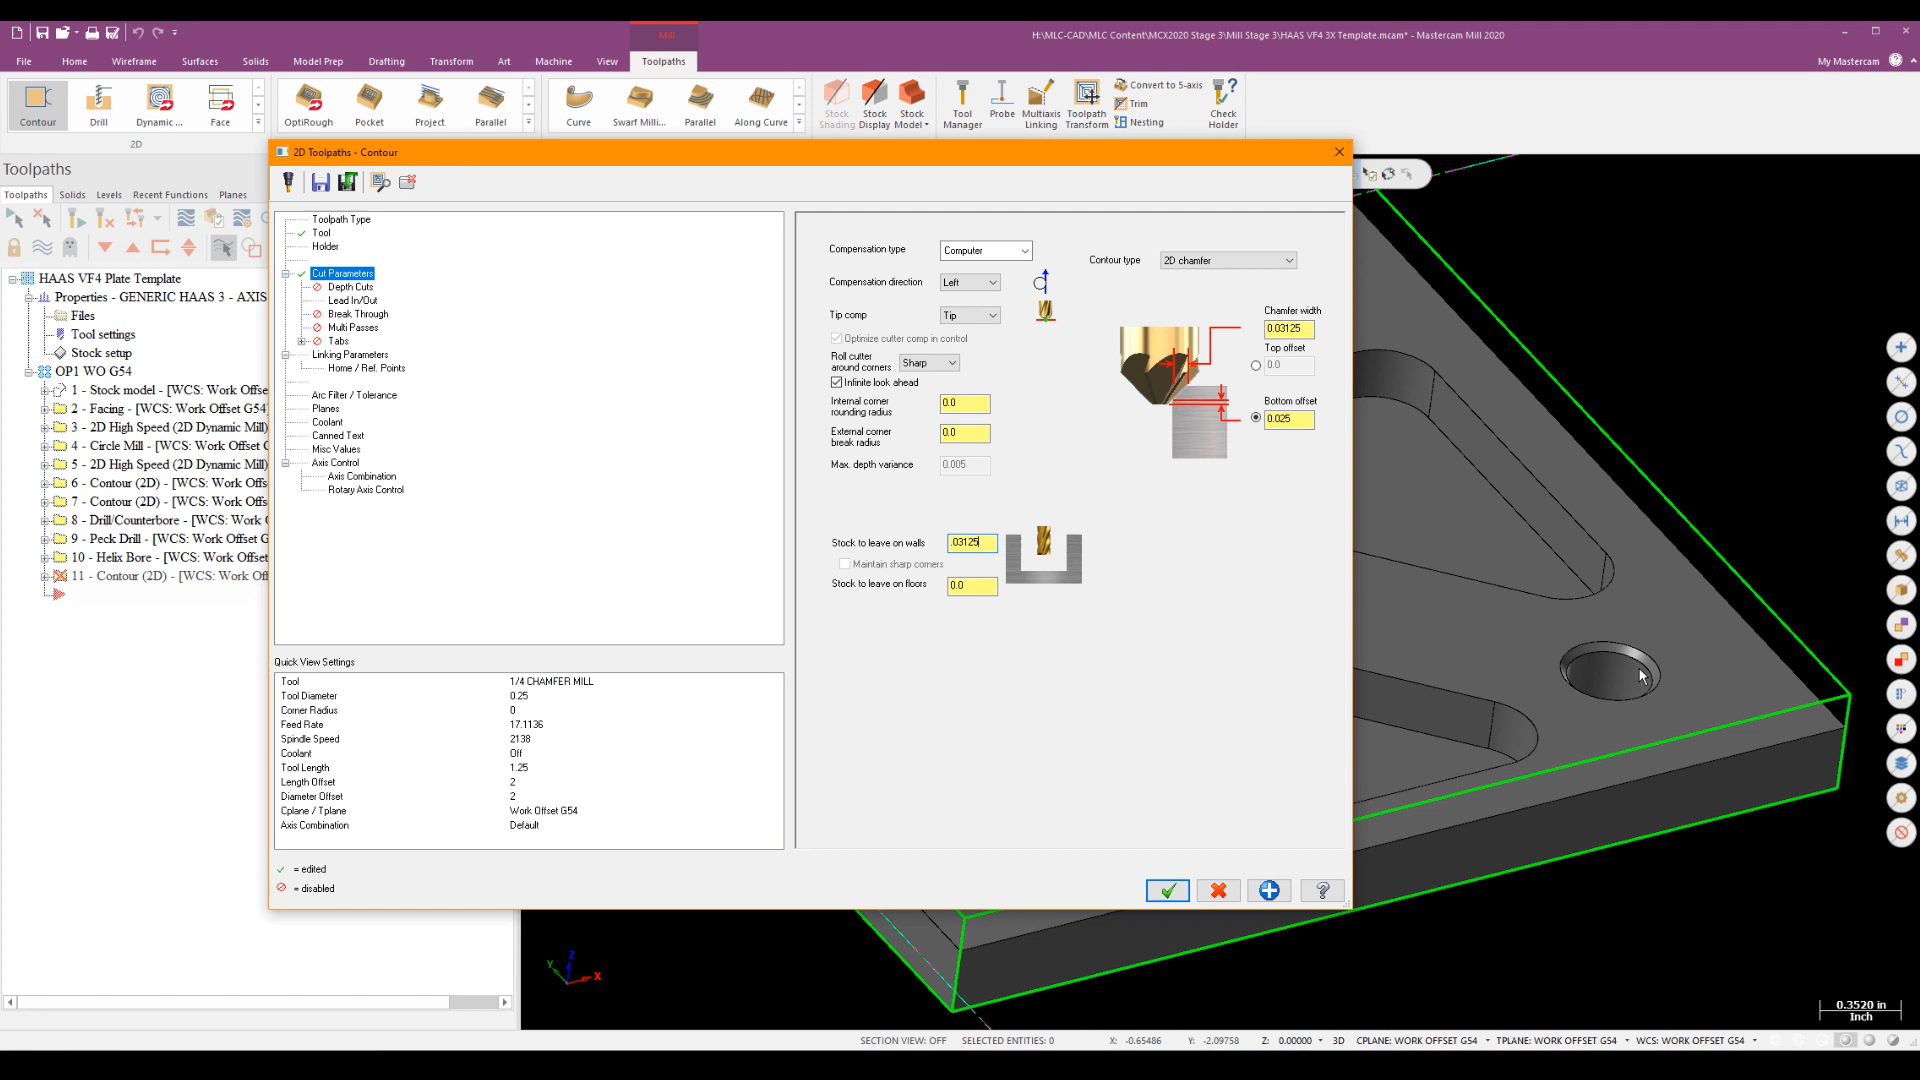 Mill
H:\MLC-CAD\MLC Content\MCX2020 Stage 3\Mill Stage 3\HAAS VF4 3X Template.mcam* - Mastercam Mill 2020
File Home Wireframe Surfaces Solids Model Prep Drafting Transform Art Machine View Toolpaths
My Mastercam
Contour Drill Dynamic ... Face
2D
OptiRough Pocket Project Parallel
Curve Swarf Milli... Parallel Along Curve
Stock Shading
Stock Display
Stock Model
Tool Manager
Probe
Multiaxis Linking
Toolpath Transform
Convert to 5-axis
Trim
Nesting
Check Holder
Toolpaths
Toolpaths Solids Levels Recent Functions Planes
HAAS VF4 Plate Template
Properties - GENERIC HAAS 3 - AXIS
Files
Tool settings
Stock setup
OP1 WO G54
1 - Stock model - [WCS: Work Offse
2 - Facing - [WCS: Work Offset G54]
3 - 2D High Speed (2D Dynamic Mill)
4 - Circle Mill - [WCS: Work Offset G
5 - 2D High Speed (2D Dynamic Mill)
6 - Contour (2D) - [WCS: Work Offs
7 - Contour (2D) - [WCS: Work Offse
8 - Drill/Counterbore - [WCS: Work G
9 - Peck Drill - [WCS: Work Offset G
10 - Helix Bore - [WCS: Work Offset
11 - Contour (2D) - [WCS: Work Off
2D Toolpaths - Contour
Toolpath Type
Tool
Holder
Cut Parameters
Depth Cuts
Lead In/Out
Break Through
Multi Passes
Tabs
Linking Parameters
Home / Ref. Points
Arc Filter / Tolerance
Planes
Coolant
Canned Text
Misc Values
Axis Control
Axis Combination
Rotary Axis Control
Quick View Settings
Tool 1/4 CHAMFER MILL
Tool Diameter 0.25
Corner Radius 0
Feed Rate 17.1136
Spindle Speed 2138
Coolant Off
Tool Length 1.25
Length Offset 2
Diameter Offset 2
Cplane / Tplane Work Offset G54
Axis Combination Default
= edited
= disabled
Compensation type Computer
Compensation direction Left
Tip comp Tip
Optimize cutter comp in control
Roll cutter around corners Sharp
Infinite look ahead
Internal corner rounding radius 0.0
External corner break radius 0.0
Max. depth variance 0.005
Stock to leave on walls .03125
Maintain sharp corners
Stock to leave on floors 0.0
Contour type 2D chamfer
Chamfer width
0.03125
Top offset
0.0
Bottom offset
0.025
Z
Y
X
0.3520 in
Inch
SECTION VIEW: OFF SELECTED ENTITIES: 0 X: -0.65486 Y: -2.09758 Z: 0.00000 3D CPLANE: WORK OFFSET G54 TPLANE: WORK OFFSET G54 WCS: WORK OFFSET G54